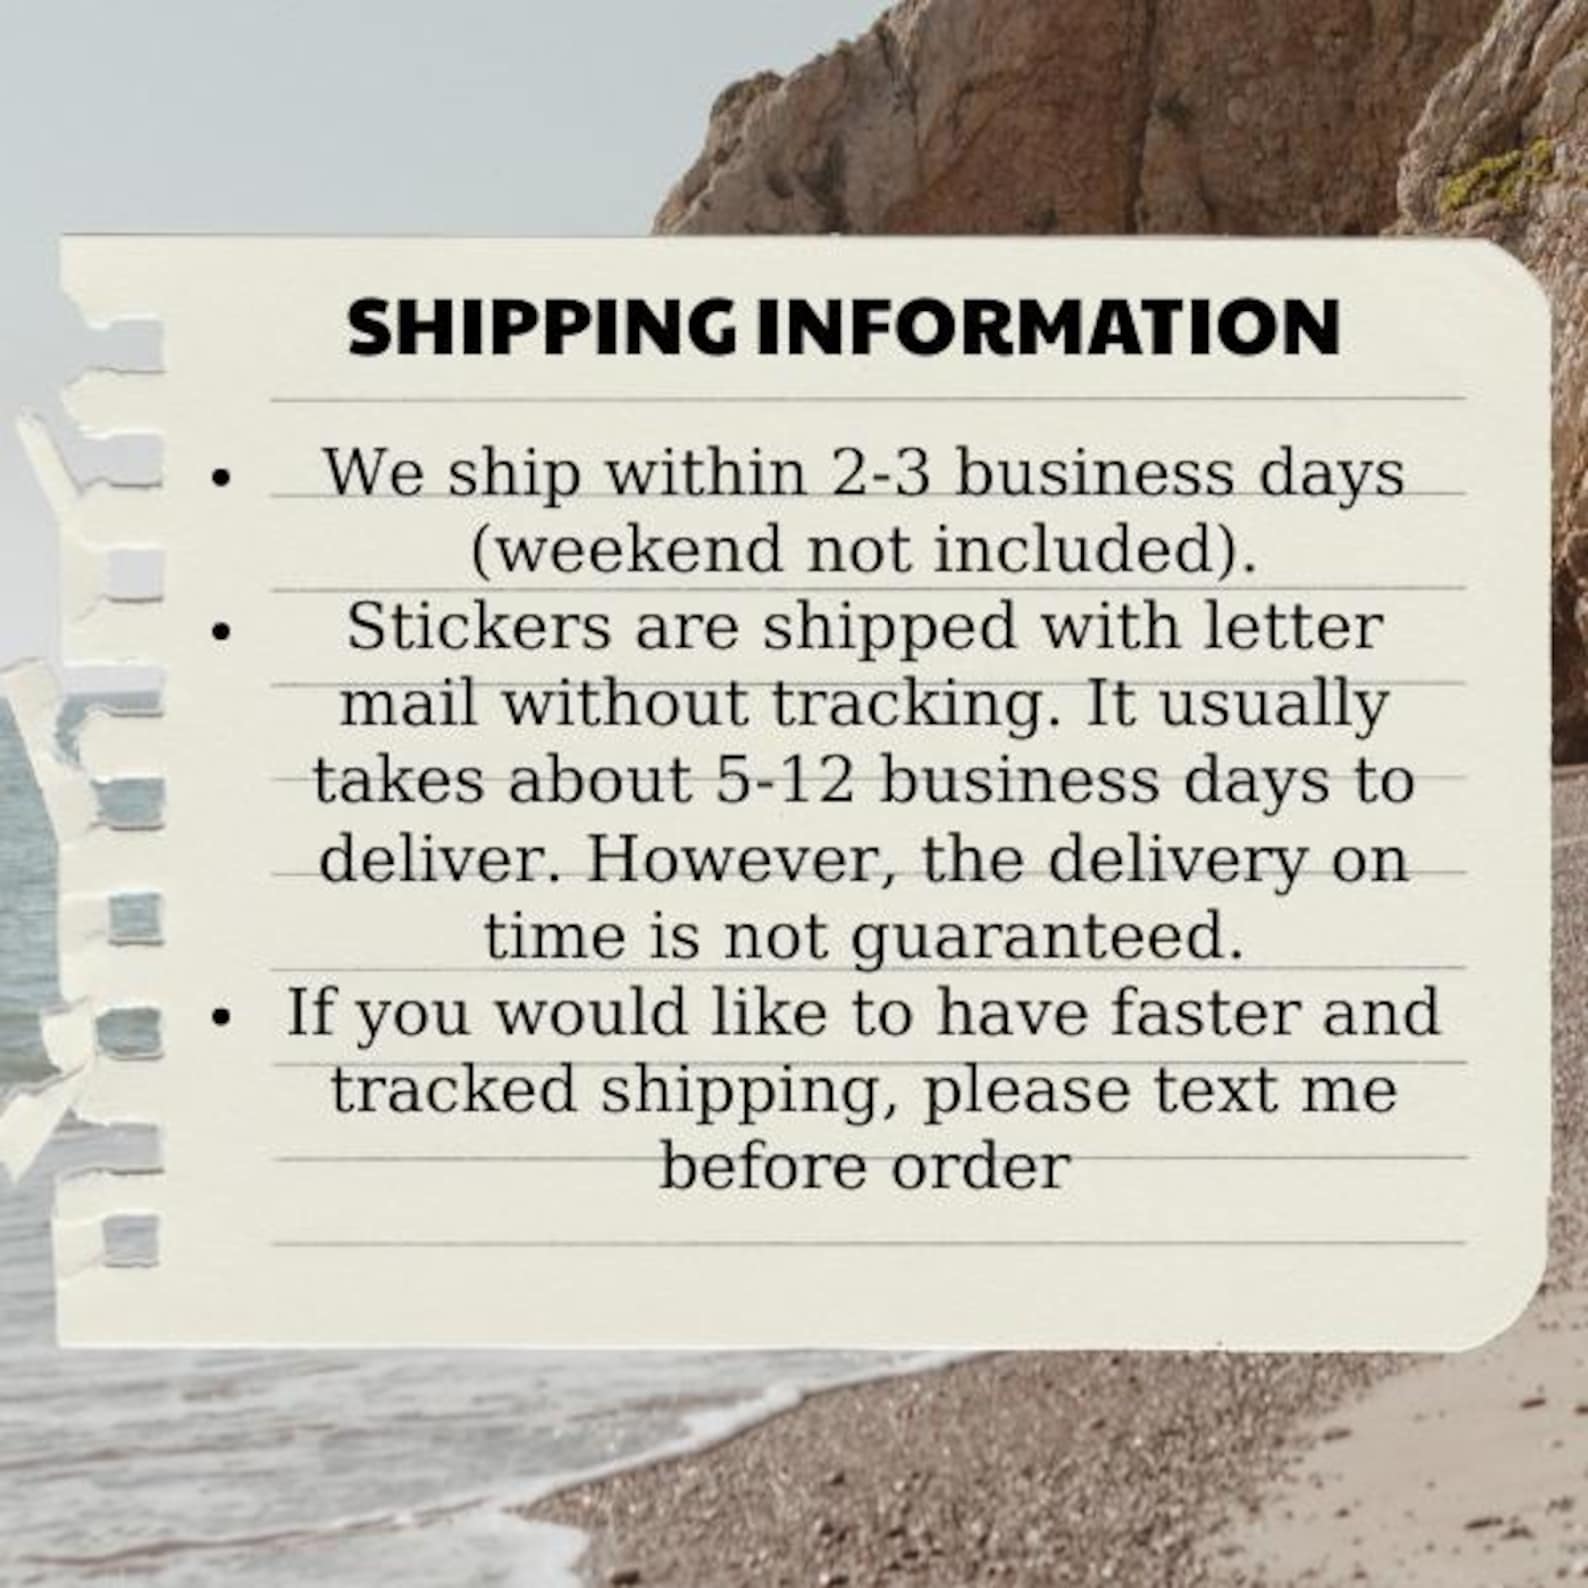 SHIPPING INFORMATION
• We ship within 2-3 business days
(weekend not included).
• Stickers are shipped with letter
mail without tracking. It usually
takes about 5-12 business days to
deliver. However, the delivery on
time is not guaranteed.
• If you would like to have faster and
tracked shipping, please text me
before order